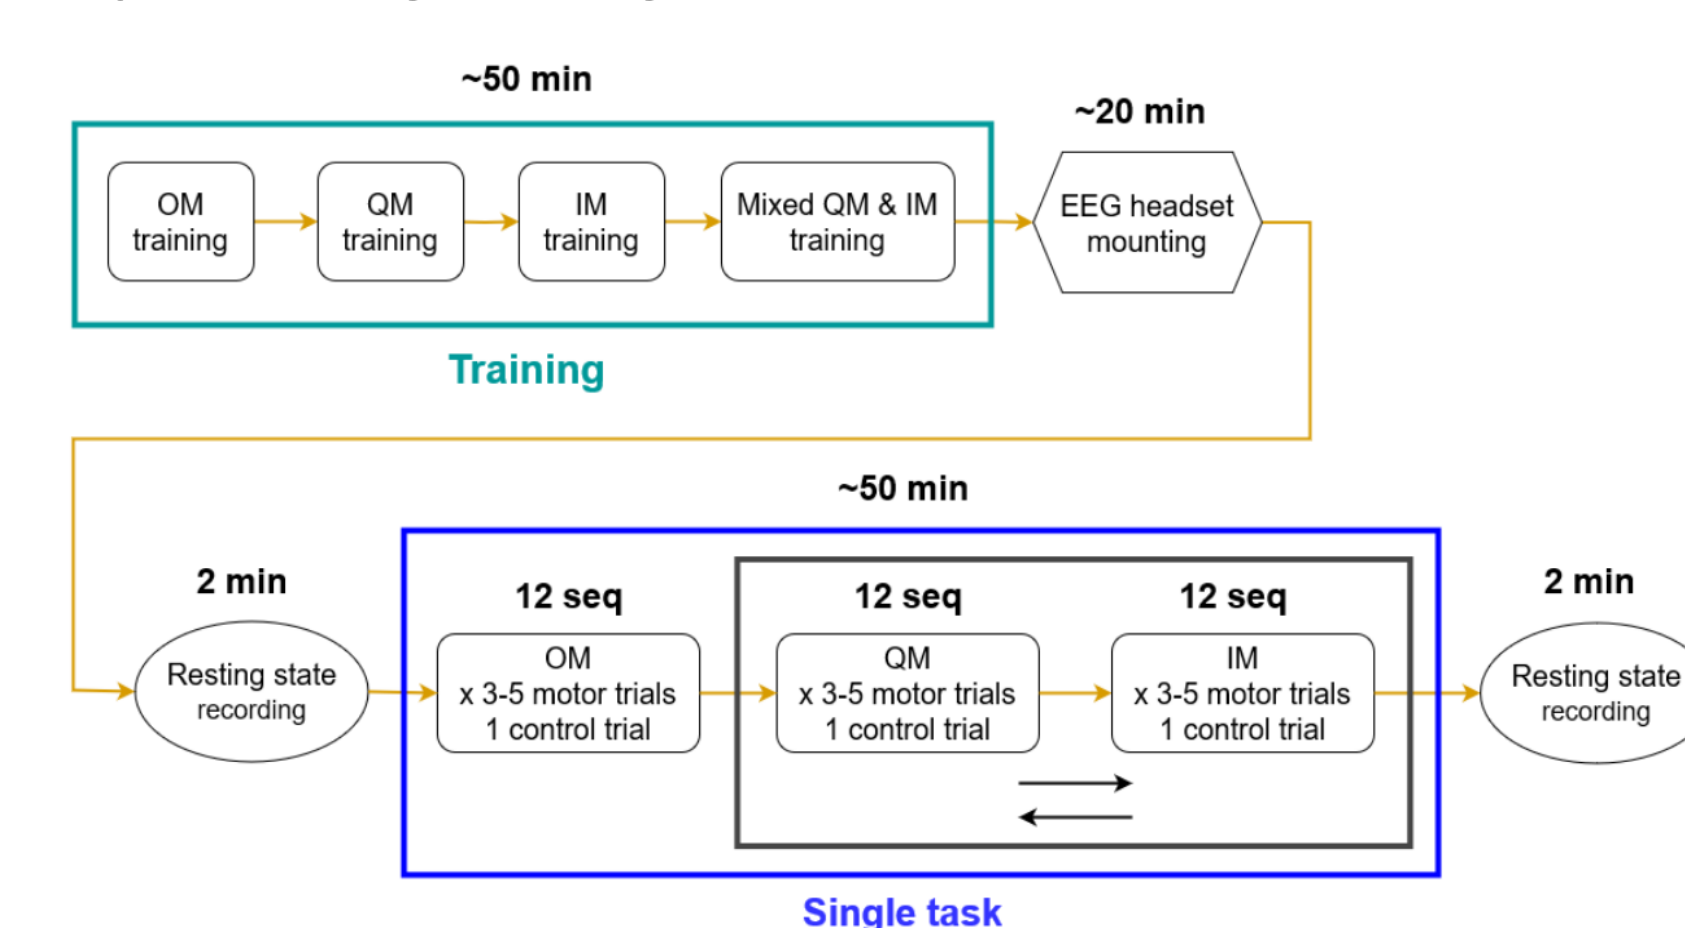 ~50 min
~20 min
OM
training
QM
training
IM
training
Mixed QM & IM
training
EEG headset
mounting
Training
~50 min
2 min
12 seq
12 seq
12 seq
2 min
Resting state
recording
OM
x 3-5 motor trials
1 control trial
QM
x 3-5 motor trials
1 control trial
IM
x 3-5 motor trials
1 control trial
Resting state
recording
Single task